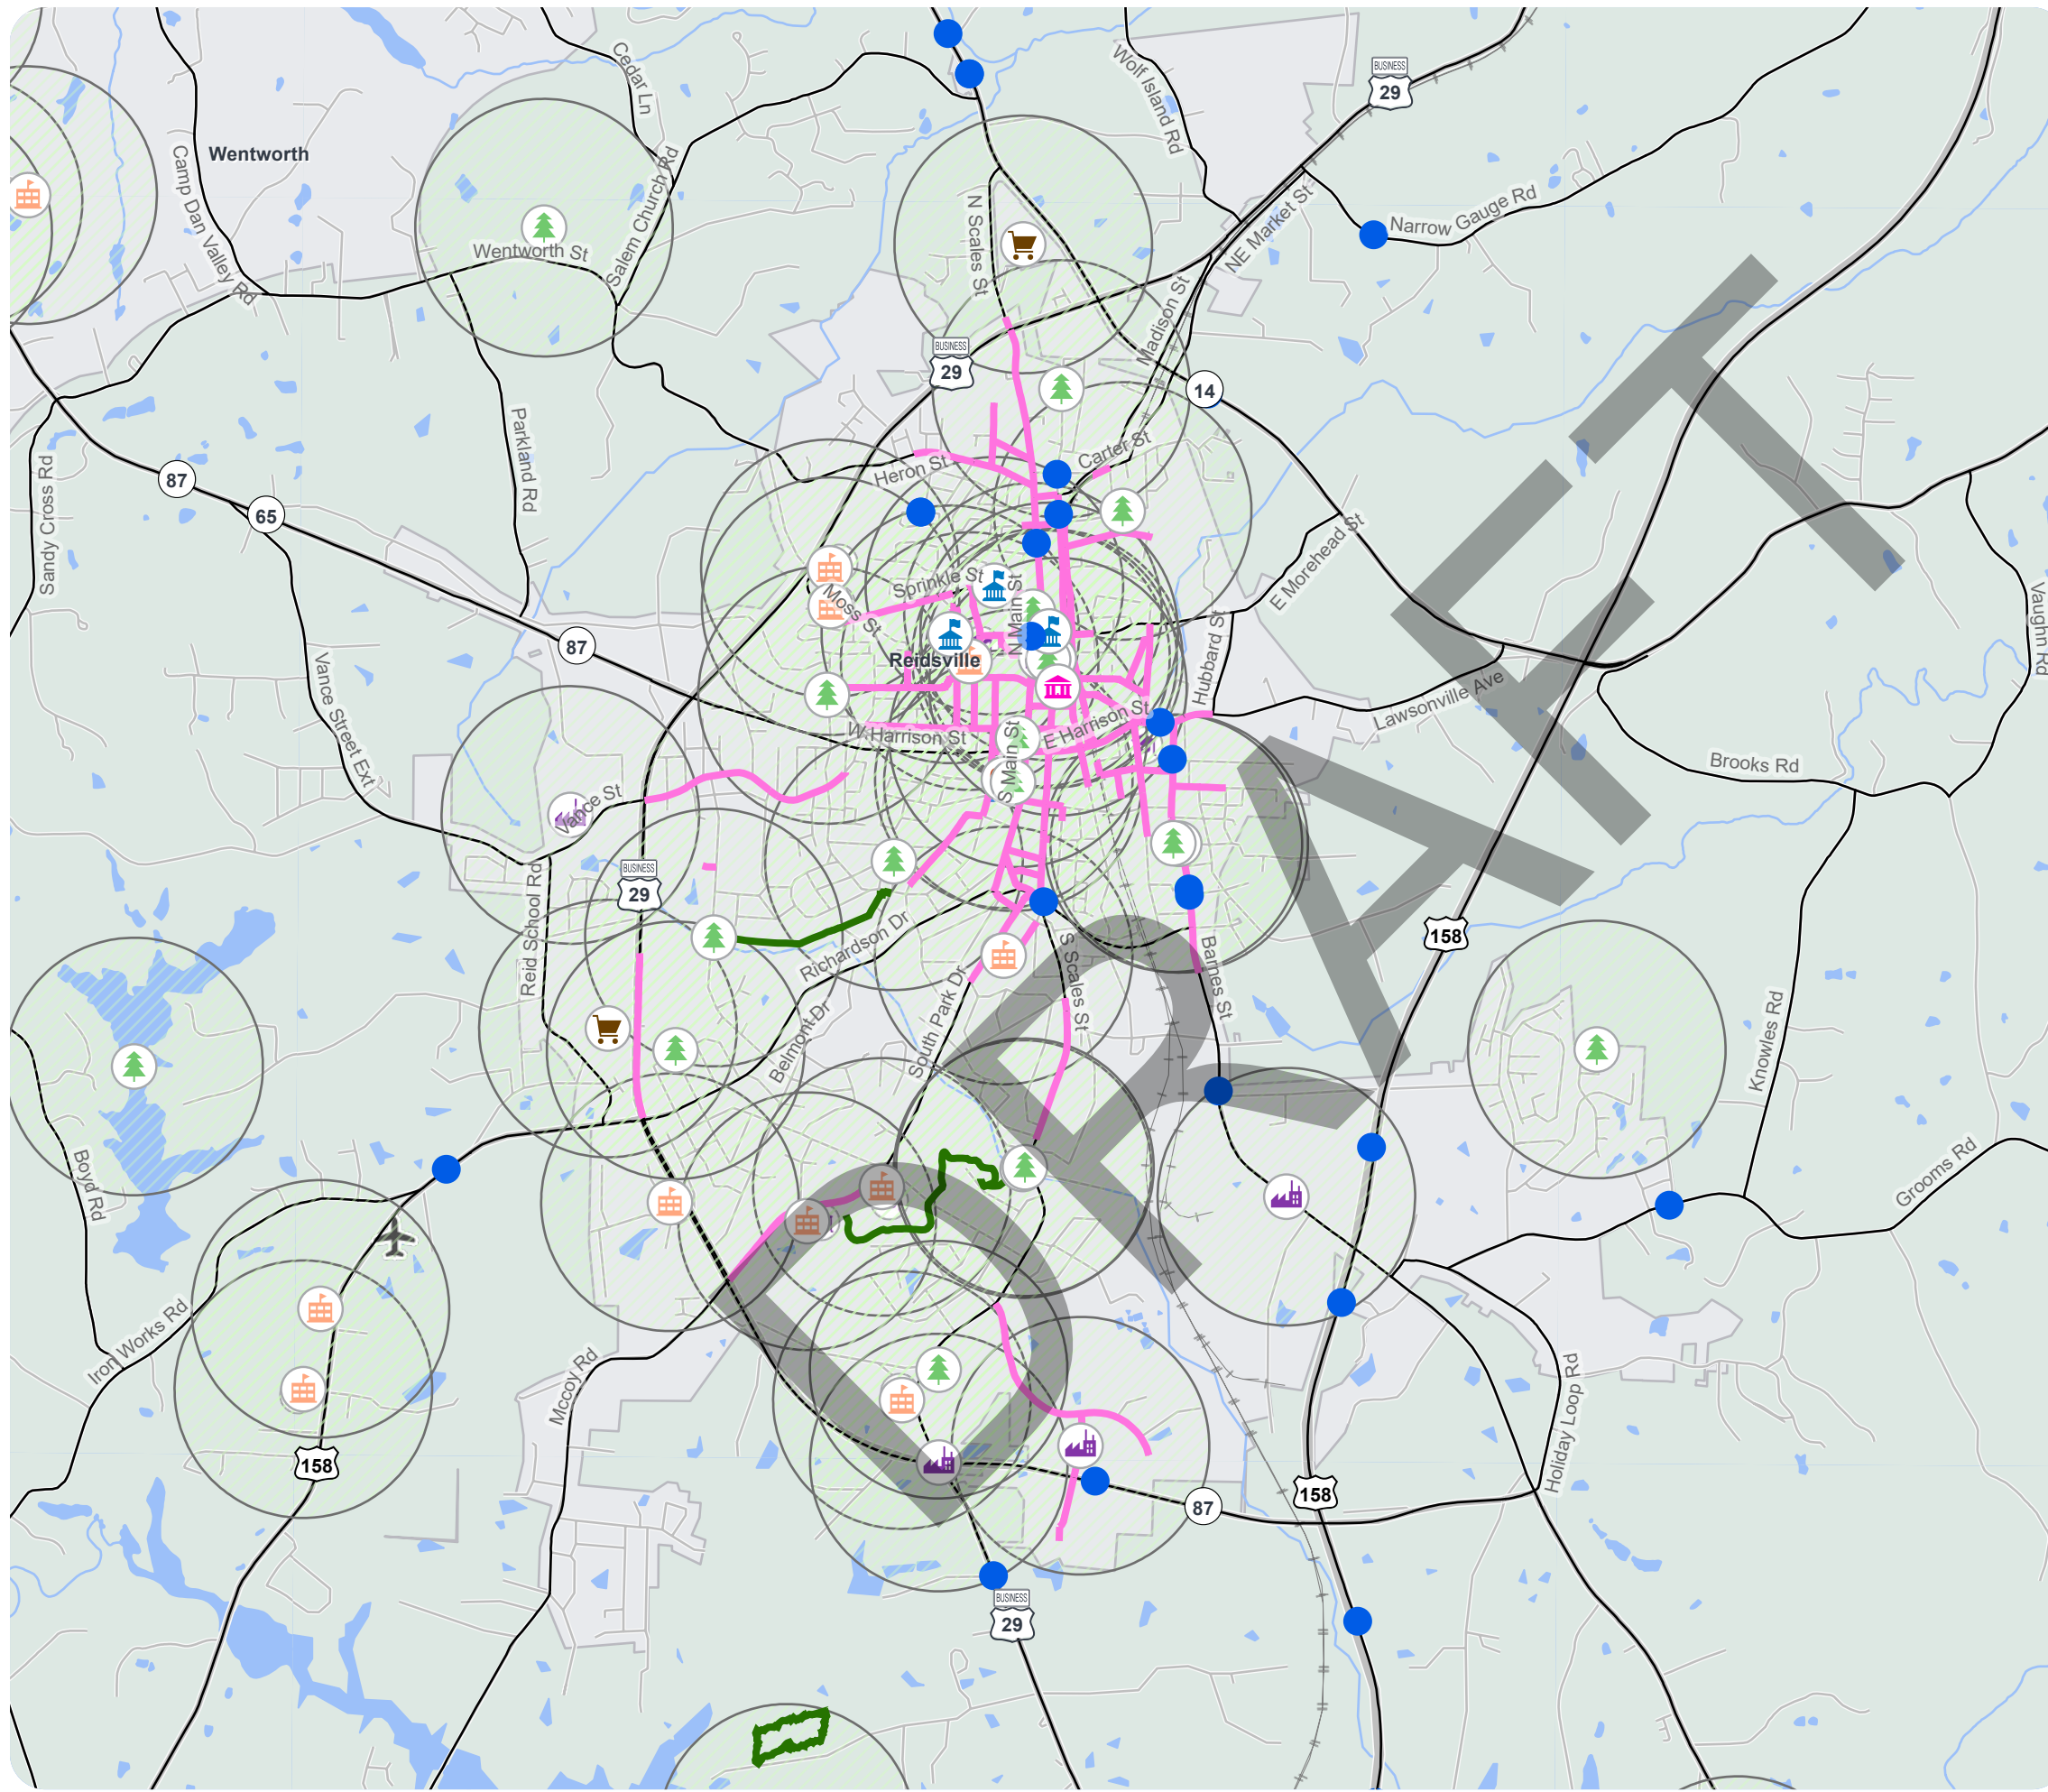 Cedar Ln
Wolf Island Rd
BUSINESS
29
Wentworth
Camp Dan Valley Rd
Salem Church Rd
Wentworth St
N Scales St
NE Market St
Narrow Gauge Rd
Madison St
BUSINESS
29
14
Parkland Rd
Sandy Cross Rd
87
65
Heron St
Carter St
E Morehead St
Sprinkle St
Moss St
N Main St
Reidsville
87
Hubbard St
Vaughn Rd
Vance Street Ext
Lawsonville Ave
W Harrison St
E Harrison St
S Main St
Brooks Rd
Vance St
BUSINESS
29
Reid School Rd
Richardson Dr
S Scales St
Barnes St
158
South Park Dr
Belmont Dr
Knowles Rd
Boyd Rd
Grooms Rd
DRAFT
Iron Works Rd
Mccoy Rd
Holiday Loop Rd
158
158
87
BUSINESS
29